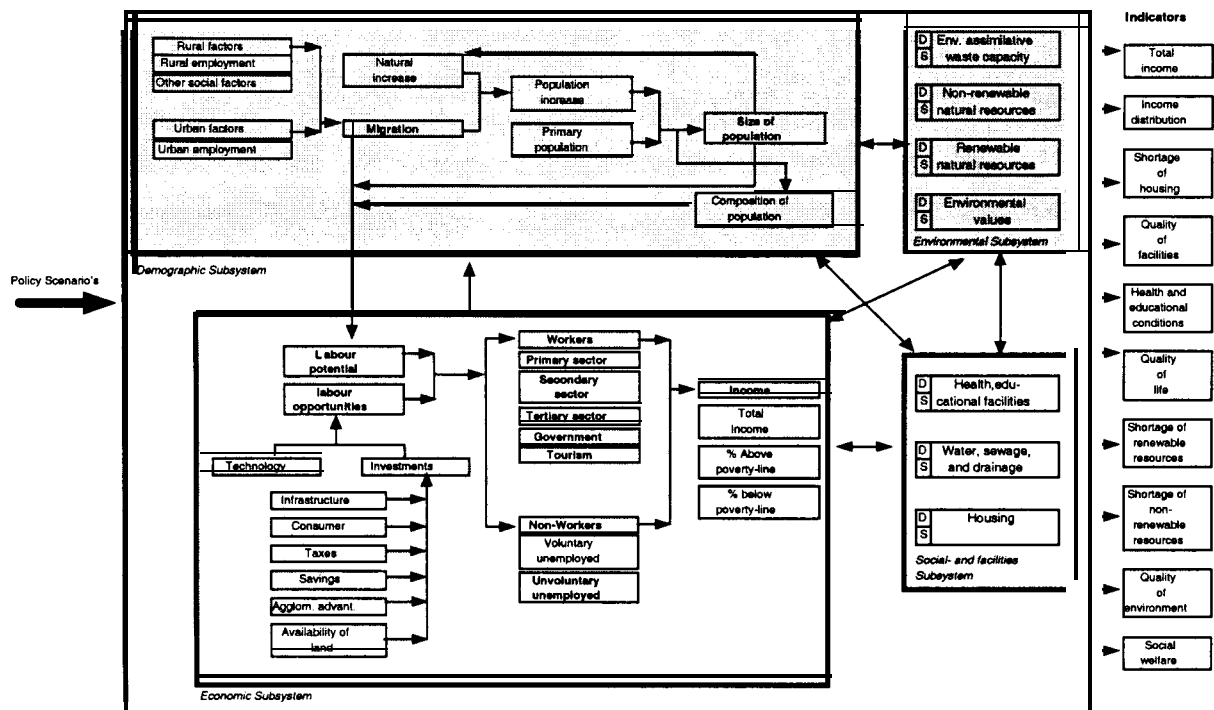 Policy Scenario's
Rural factors
Rural employment
Other social factors
Urban factors
Urban employment
Natural
increase
Migration
Population
increase
Primary
population
Size of
population
Composition of
population
Demographic Subsystem
D
S
Env. assimilative
waste capacity
D
S
Non-renewable
natural resources
D
S
Renewable
natural resources
D
S
Environmental
values
Environmental Subsystem
Labour
potential
labour
opportunities
Technology
Investments
Infrastructure
Consumer
Taxes
Savings
Agglom. advant.
Availability of
land
Workers
Primary sector
Secondary
sector
Tertiary sector
Government
Tourism
Non-Workers
Voluntary
unemployed
Unvoluntary
unemployed
Income
Total
Income
% Above
poverty-line
% below
poverty-line
Economic Subsystem
D
S
Health,edu-
cational facilities
D
S
Water, sewage,
and drainage
D
S
Housing
Social- and facilities
Subsystem
Indicators
Total
income
Income
distribution
Shortage
of
housing
Quality
of
facilities
Health and
educational
conditions
Quality
of
life
Shortage of
renewable
resources
Shortage of
non-
renewable
resources
Quality
of
environment
Social
welfare